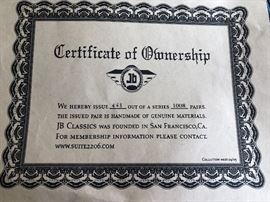 Certificate of Ownership
Jb
We hereby issue 441 out of a series 1008 pairs.
The issued pair is handmade of genuine materials.
JB Classics was founded in San Francisco,Ca.
For membership information please contact
www.suite2206.com